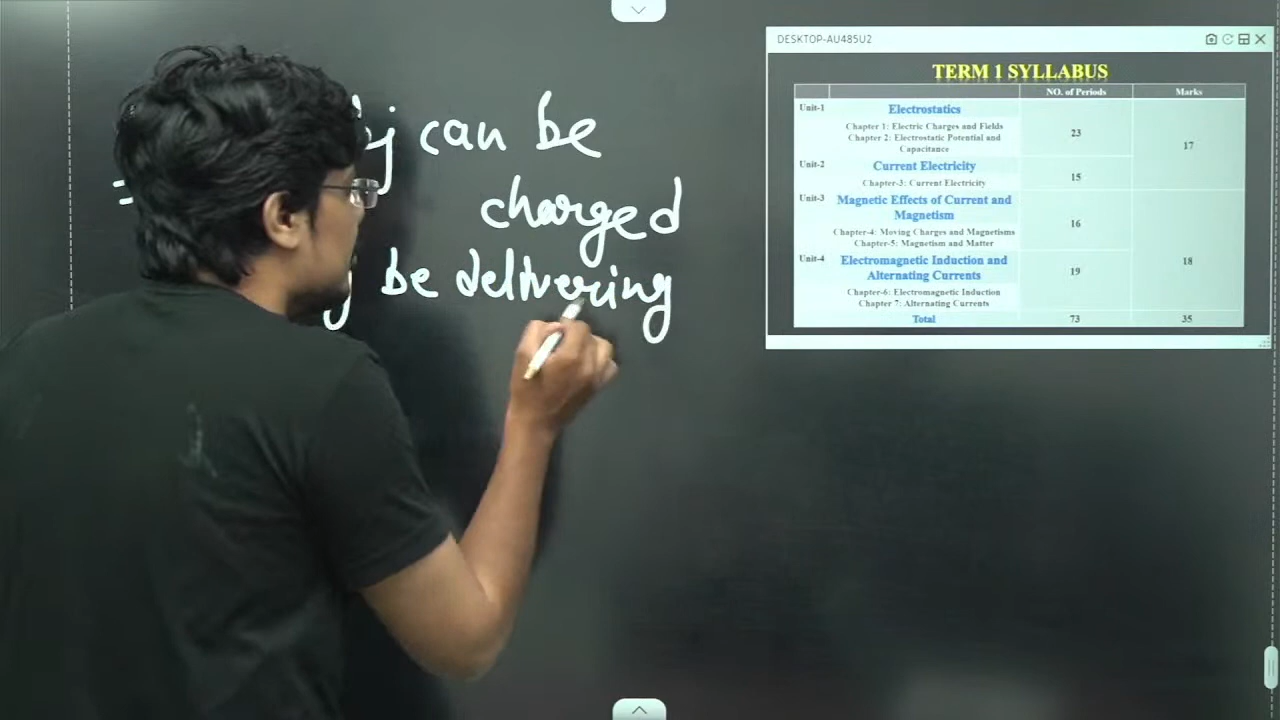 can be
charged
be delivering
DESKTOP-AU485U2
TERM 1 SYLLABUS
NO. of Periods Marks
Unit-1 Electrostatics
Chapter 1: Electric Charges and Fields
Chapter 2: Electrostatic Potential and
Capacitance
23
17
Unit-2 Current Electricity
Chapter-3: Current Electricity
15
Unit-3 Magnetic Effects of Current and
Magnetism
Chapter-4: Moving Charges and Magnetisms
Chapter-5: Magnetism and Matter
16
18
Unit-4 Electromagnetic Induction and
Alternating Currents
Chapter-6: Electromagnetic Induction
Chapter 7: Alternating Currents
19
Total 73 35